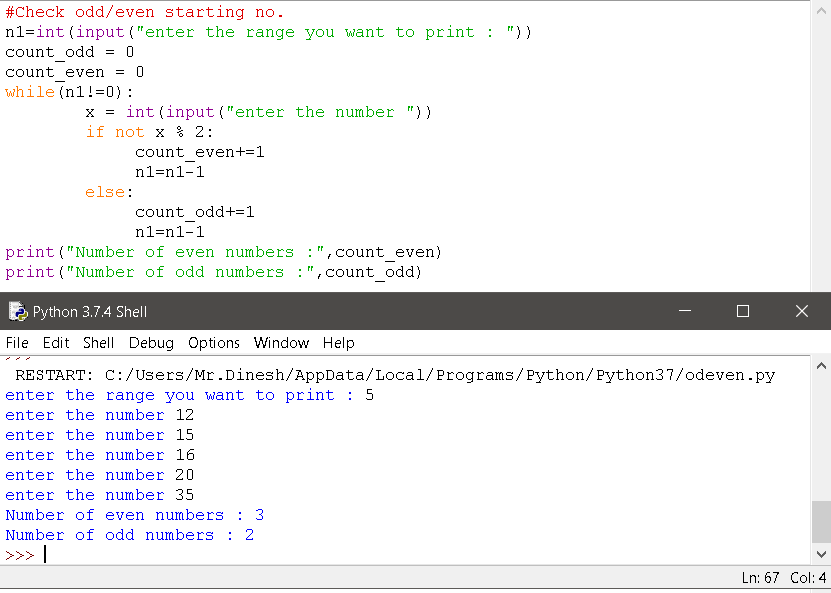 #Check odd/even starting no.
n1=int(input("enter the range you want to print : "))
count_odd = 0
count_even = 0
while(n1!=0):
        x = int(input("enter the number "))
        if not x % 2:
             count_even+=1
             n1=n1-1
        else:
             count_odd+=1
             n1=n1-1
print("Number of even numbers :",count_even)
print("Number of odd numbers :",count_odd)
Python 3.7.4 Shell
File Edit Shell Debug Options Window Help
 RESTART: C:/Users/Mr.Dinesh/AppData/Local/Programs/Python/Python37/odeven.py
enter the range you want to print : 5
enter the number 12
enter the number 15
enter the number 16
enter the number 20
enter the number 35
Number of even numbers : 3
Number of odd numbers : 2
>>>
Ln: 67 Col: 4